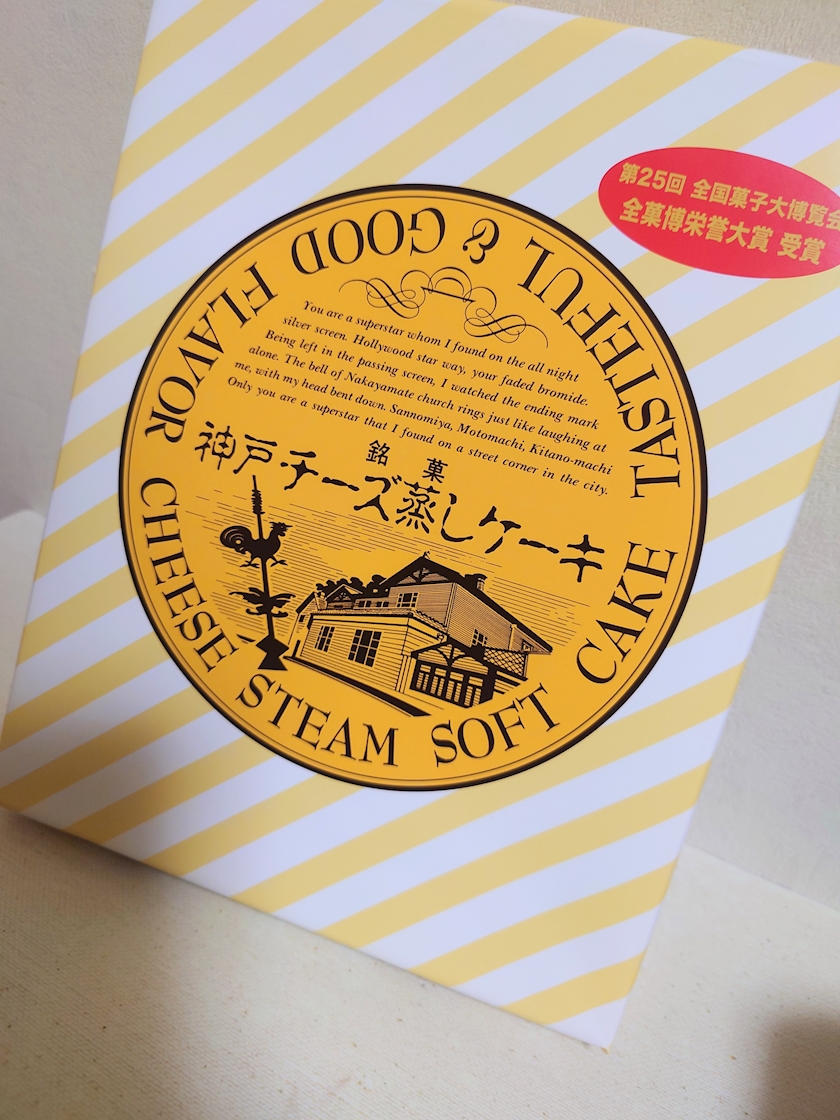 第25回 全国菓子大博覧会
全菓博栄誉大賞 受賞
TASTEFUL & GOOD FLAVOR
You are a superstar whom I found on the all night
silver screen. Hollywood star way, your faded bromide.
Being left in the passing screen, I watched the ending mark
alone. The bell of Nakayamate church rings just like laughing at
me, with my head bent down. Sannomiya, Motomachi, Kitano-machi
Only you are a superstar that I found on a street corner in the city.
銘菓
神戸チーズ蒸しケーキ
CHEESE STEAM SOFT CAKE